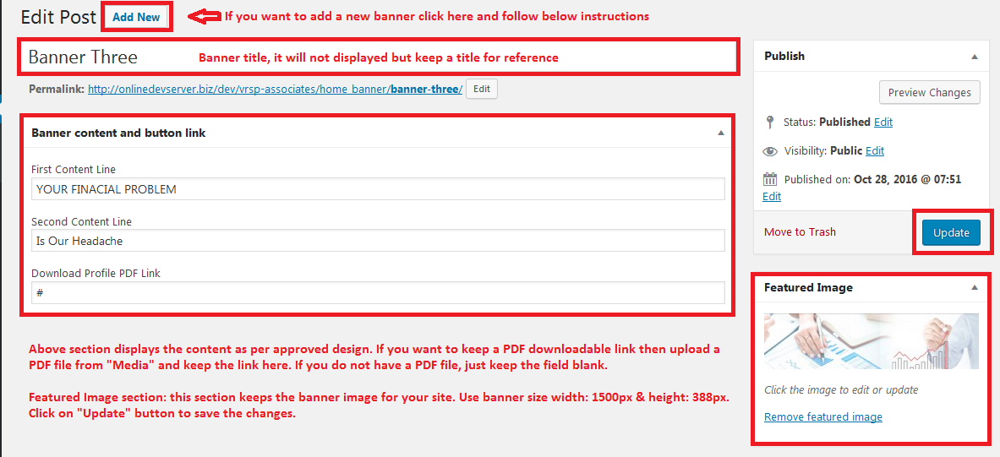 Edit Post Add New If you want to add a new banner click here and follow below instructions
Banner Three Banner title, it will not displayed but keep a title for reference
Permalink: http://onlinedevserver.biz/dev/vrsp-associates/home_banner/banner-three/ Edit
Banner content and button link
First Content Line
YOUR FINACIAL PROBLEM
Second Content Line
Is Our Headache
Download Profile PDF Link
#
Above section displays the content as per approved design. If you want to keep a PDF downloadable link then upload a
PDF file from "Media" and keep the link here. If you do not have a PDF file, just keep the field blank.
Featured Image section: this section keeps the banner image for your site. Use banner size width: 1500px & height: 388px.
Click on "Update" button to save the changes.
Publish
Preview Changes
Status: Published Edit
Visibility: Public Edit
Published on: Oct 28, 2016 @ 07:51
Edit
Move to Trash Update
Featured Image
Click the image to edit or update
Remove featured image